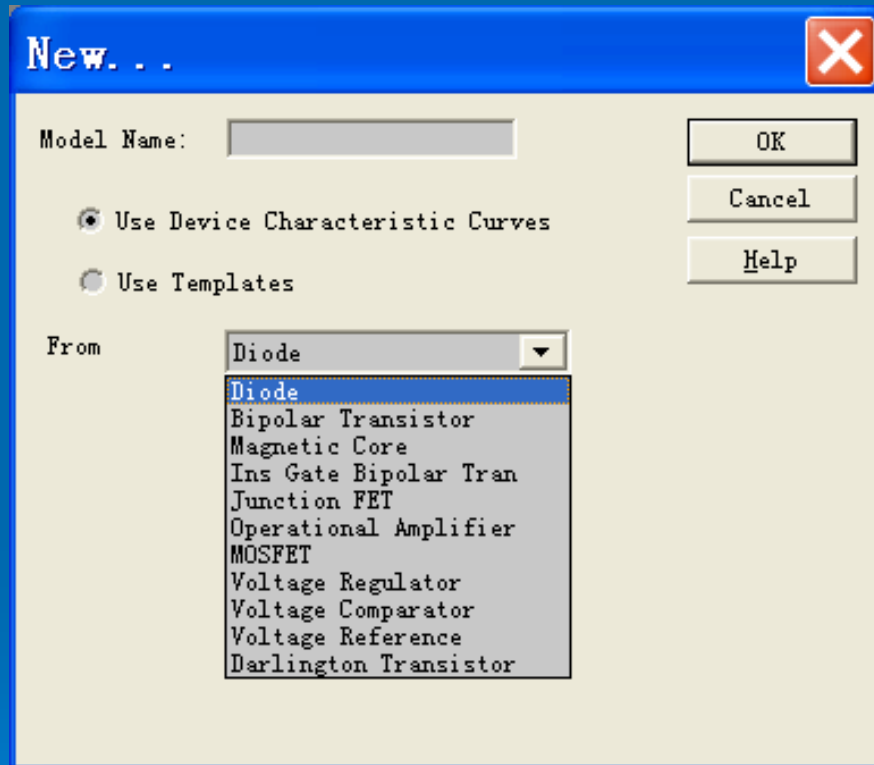 New...
Model Name:
OK
Use Device Characteristic Curves
Cancel
Use Templates
Help
From
Diode
Diode
Bipolar Transistor
Magnetic Core
Ins Gate Bipolar Tran
Junction FET
Operational Amplifier
MOSFET
Voltage Regulator
Voltage Comparator
Voltage Reference
Darlington Transistor